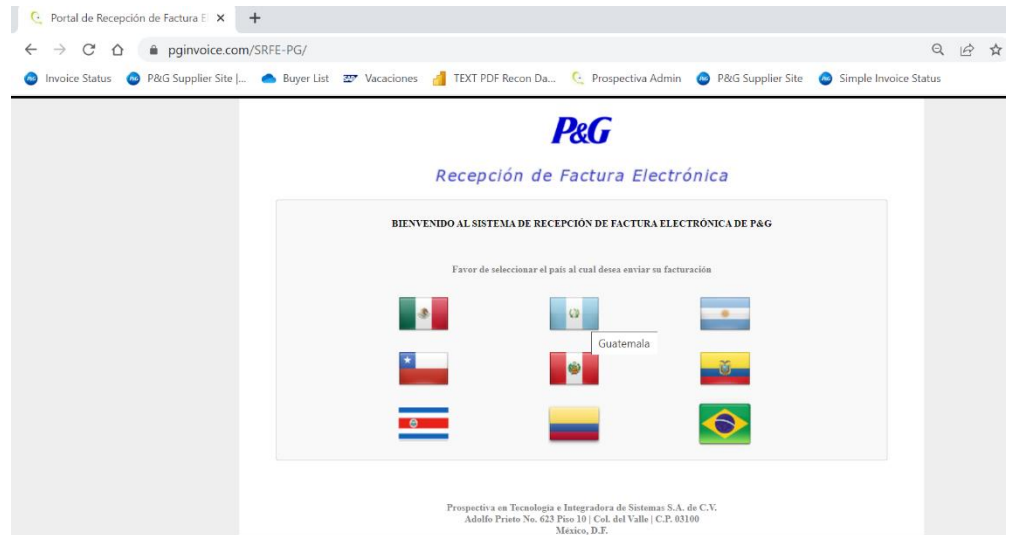 Portal de Recepción de Factura E
pginvoice.com/SRFE-PG/
Invoice Status P&G Supplier Site |... Buyer List Vacaciones TEXT PDF Recon Da... Prospectiva Admin P&G Supplier Site Simple Invoice Status
P&G
Recepción de Factura Electrónica
BIENVENIDO AL SISTEMA DE RECEPCIÓN DE FACTURA ELECTRÓNICA DE P&G
Favor de seleccionar el país al cual desea enviar su facturación
Guatemala
Prospectiva en Tecnología e Integradora de Sistemas S.A. de C.V.
Adolfo Prieto No. 623 Piso 10 | Col. del Valle | C.P. 03100
México, D.F.